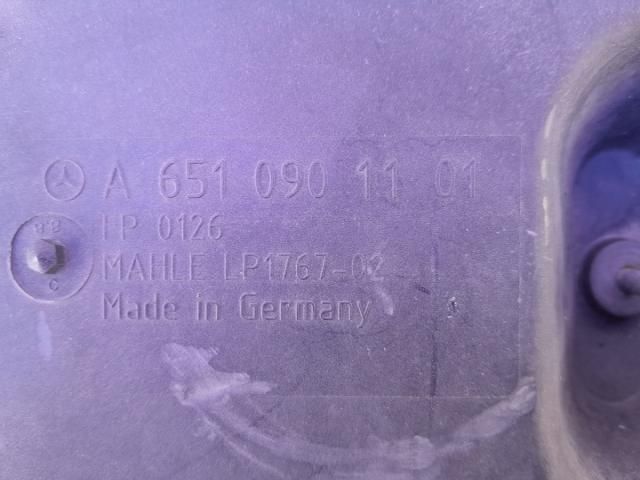 A 651 090 11 01
LP 0126
MAHLE LP1767-02
Made in Germany
C